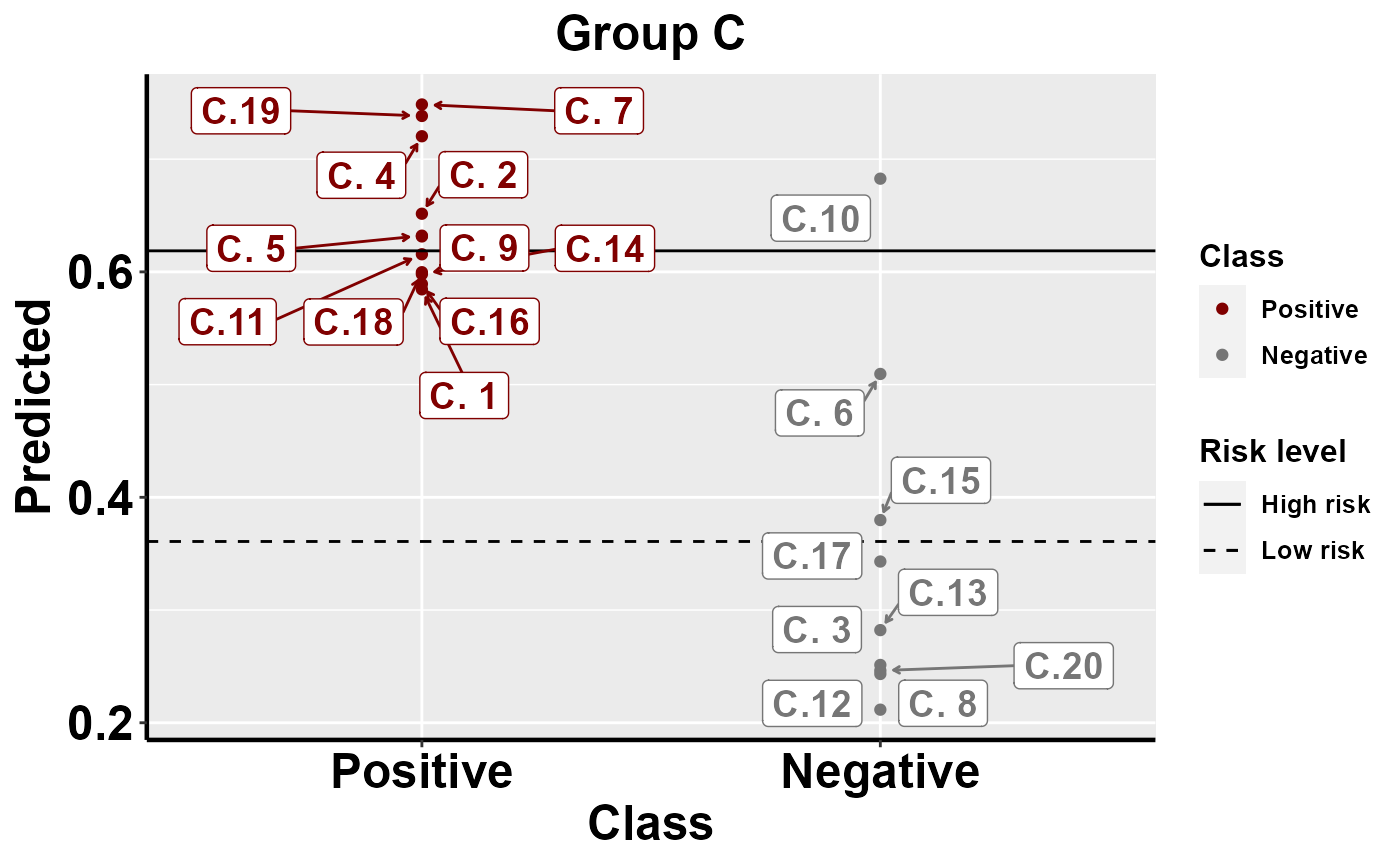 Group C
C.19
C. 7
C. 4
C. 2
C.10
C. 5
C. 9
C.14
C.11
C.18
C.16
C. 1
C. 6
C.15
C.17
C.13
C. 3
C.20
C.12
C. 8
0.6
0.4
0.2
Predicted
Positive
Negative
Class
Class
Positive
Negative
Risk level
High risk
Low risk